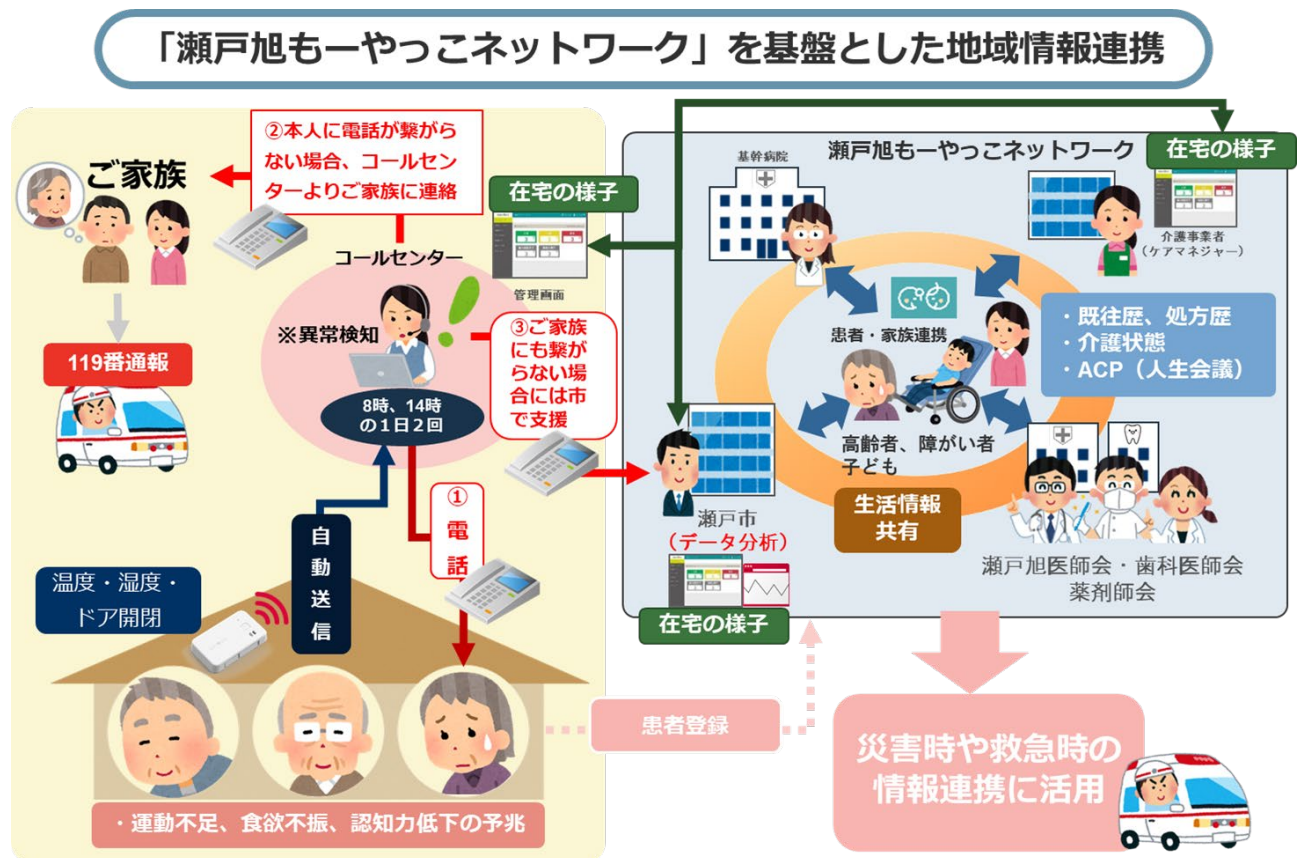 「瀬戸旭もーやっこネットワーク」を基盤とした地域情報連携
ご家族
②本人に電話が繋がら
ない場合、コールセン
ターよりご家族に連絡
在宅の様子
管理画面
コールセンター
※異常検知
8時、14時
の１日２回
③ご家族
にも繋が
らない場
合には市
で支援
119番通報
①
電
話
自
動
送
信
温度・湿度・
ドア開閉
・運動不足、食欲不振、認知力低下の予兆
患者登録
瀬戸旭もーやっこネットワーク
基幹病院
在宅の様子
介護事業者
（ケアマネジャー）
・既往歴、処方歴
・介護状態
・ACP（人生会議）
患者・家族連携
高齢者、障がい者
子ども
生活情報
共有
瀬戸市
（データ分析）
在宅の様子
瀬戸旭医師会・歯科医師会
薬剤師会
災害時や救急時の
情報連携に活用